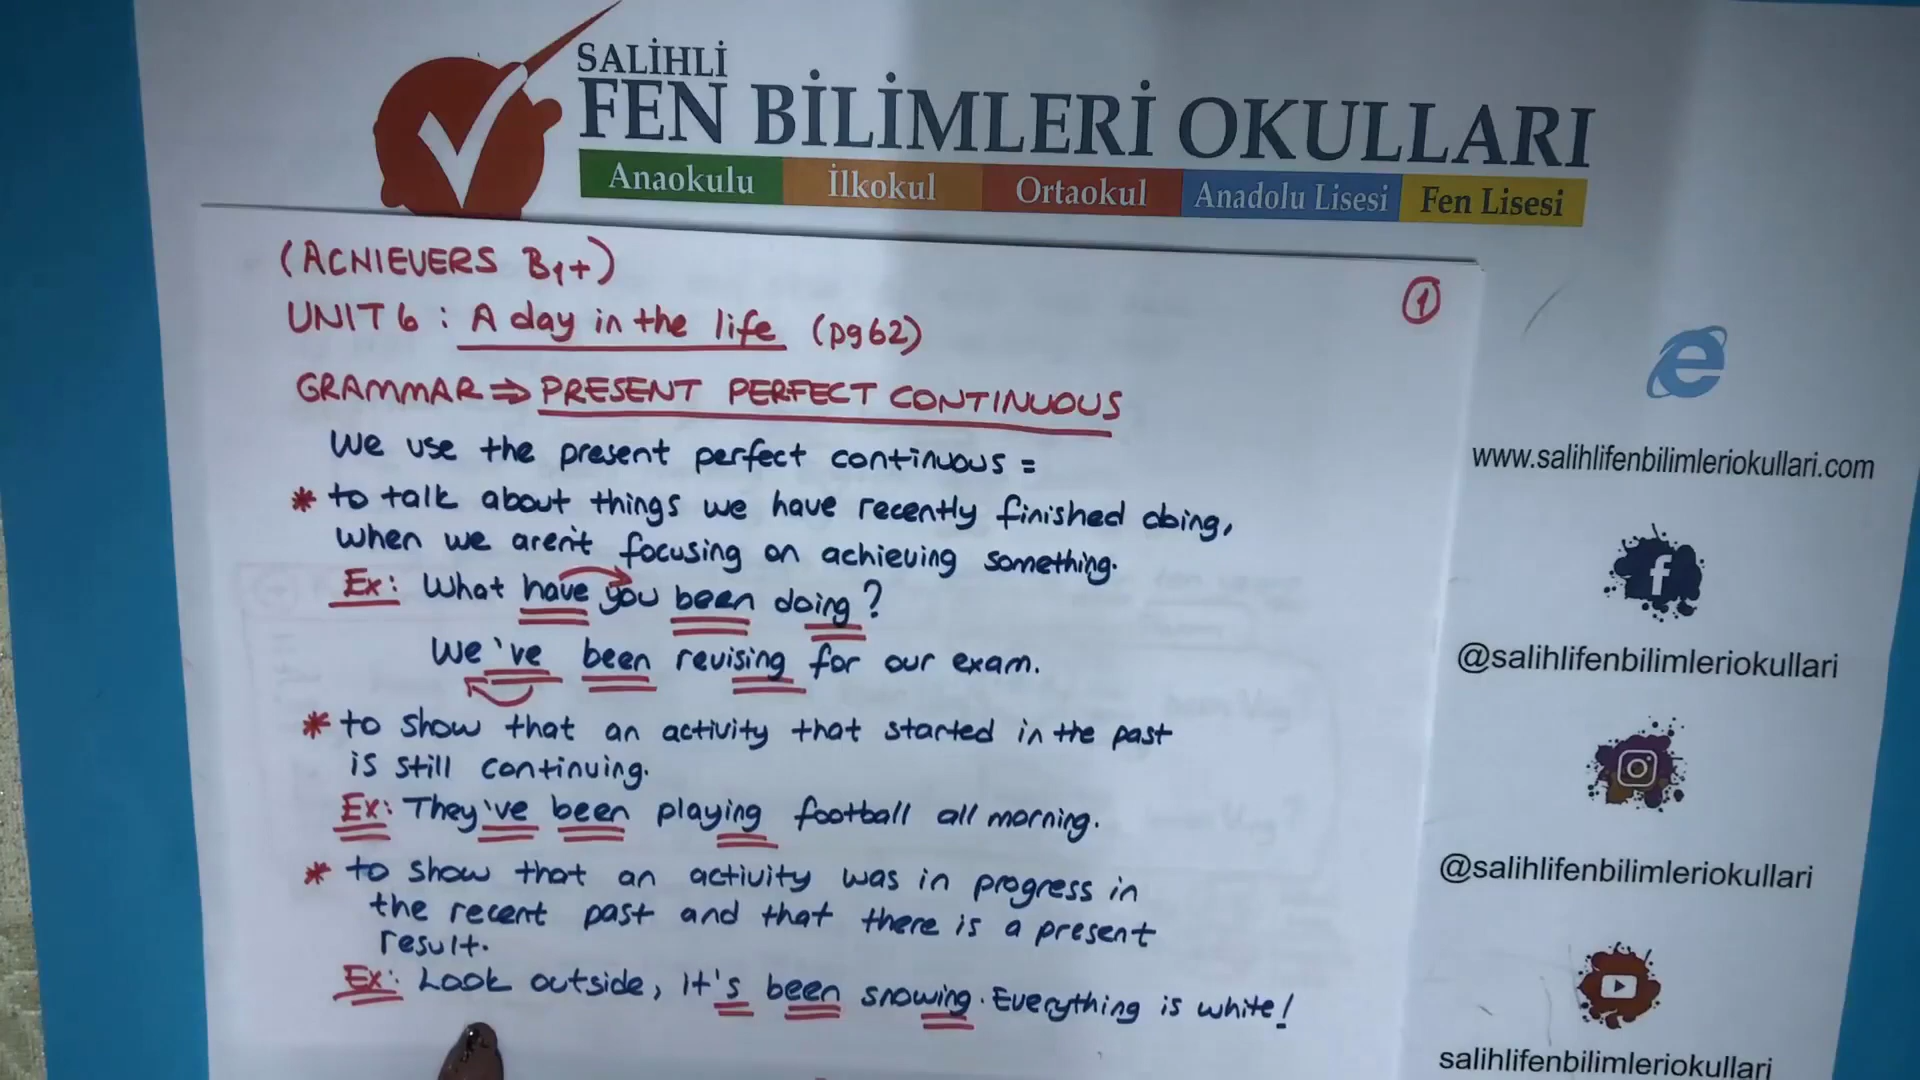 SALİHLİ
FEN BİLİMLERİ OKULLARI
Anaokulu İlkokul Ortaokul Anadolu Lisesi Fen Lisesi
(ACNIEVERS B1+)
1
UNIT 6 : A day in the life (pg 62)
GRAMMAR ⇒ PRESENT PERFECT CONTINUOUS
We use the present perfect continuous =
* to talk about things we have recently finished doing,
when we aren't focusing on achieving something.
Ex: What have you been doing?
We've been revising for our exam.
* to show that an activity that started in the past
is still continuing.
Ex: They've been playing football all morning.
* to show that an activity was in progress in
the recent past and that there is a present
result.
Ex: Look outside, It's been snowing. Everything is white!
www.salihlifenbilimleriokullari.com
@salihlifenbilimleriokullari
@salihlifenbilimleriokullari
salihlifenbilimleriokullari